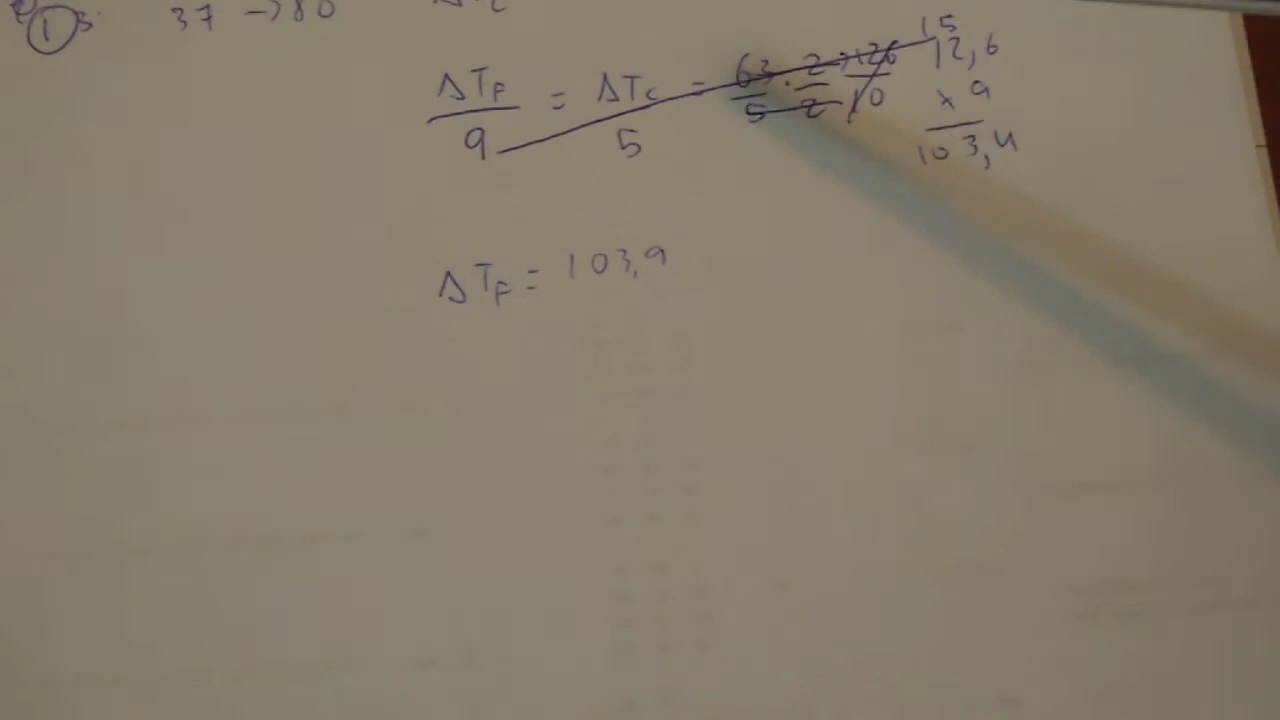 ① 37 → 80
ΔT_F / 9 = ΔT_C / 5 = 63 / 5 · 2 / 2 → 126 / 10
15
12,6
x 9
103,4
ΔT_F = 103,9